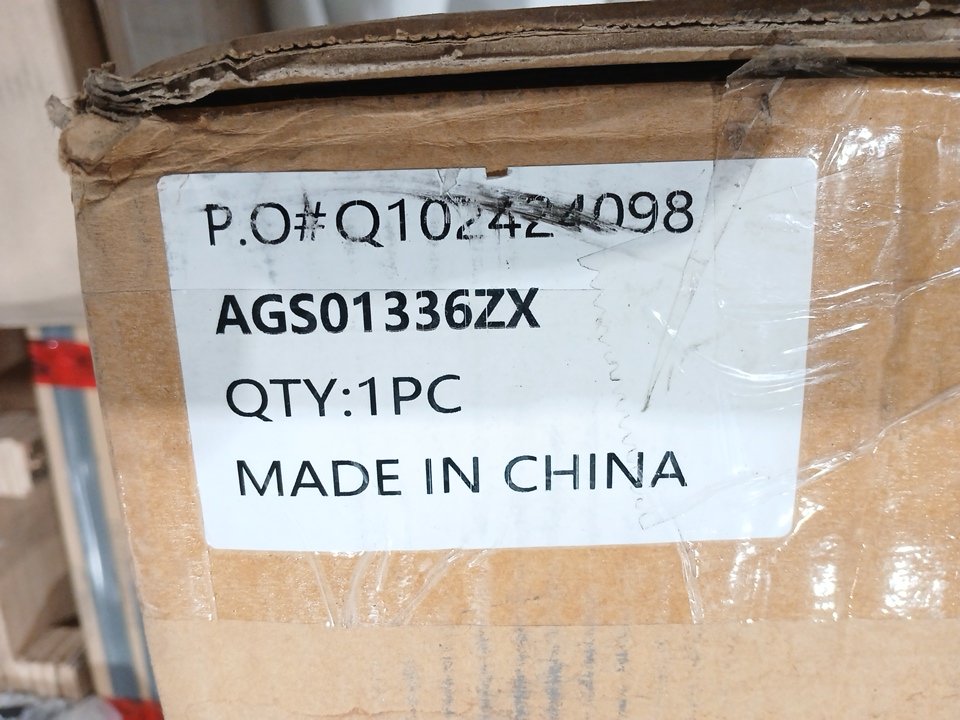 P.O#Q102424098
AGS01336ZX
QTY:1PC
MADE IN CHINA